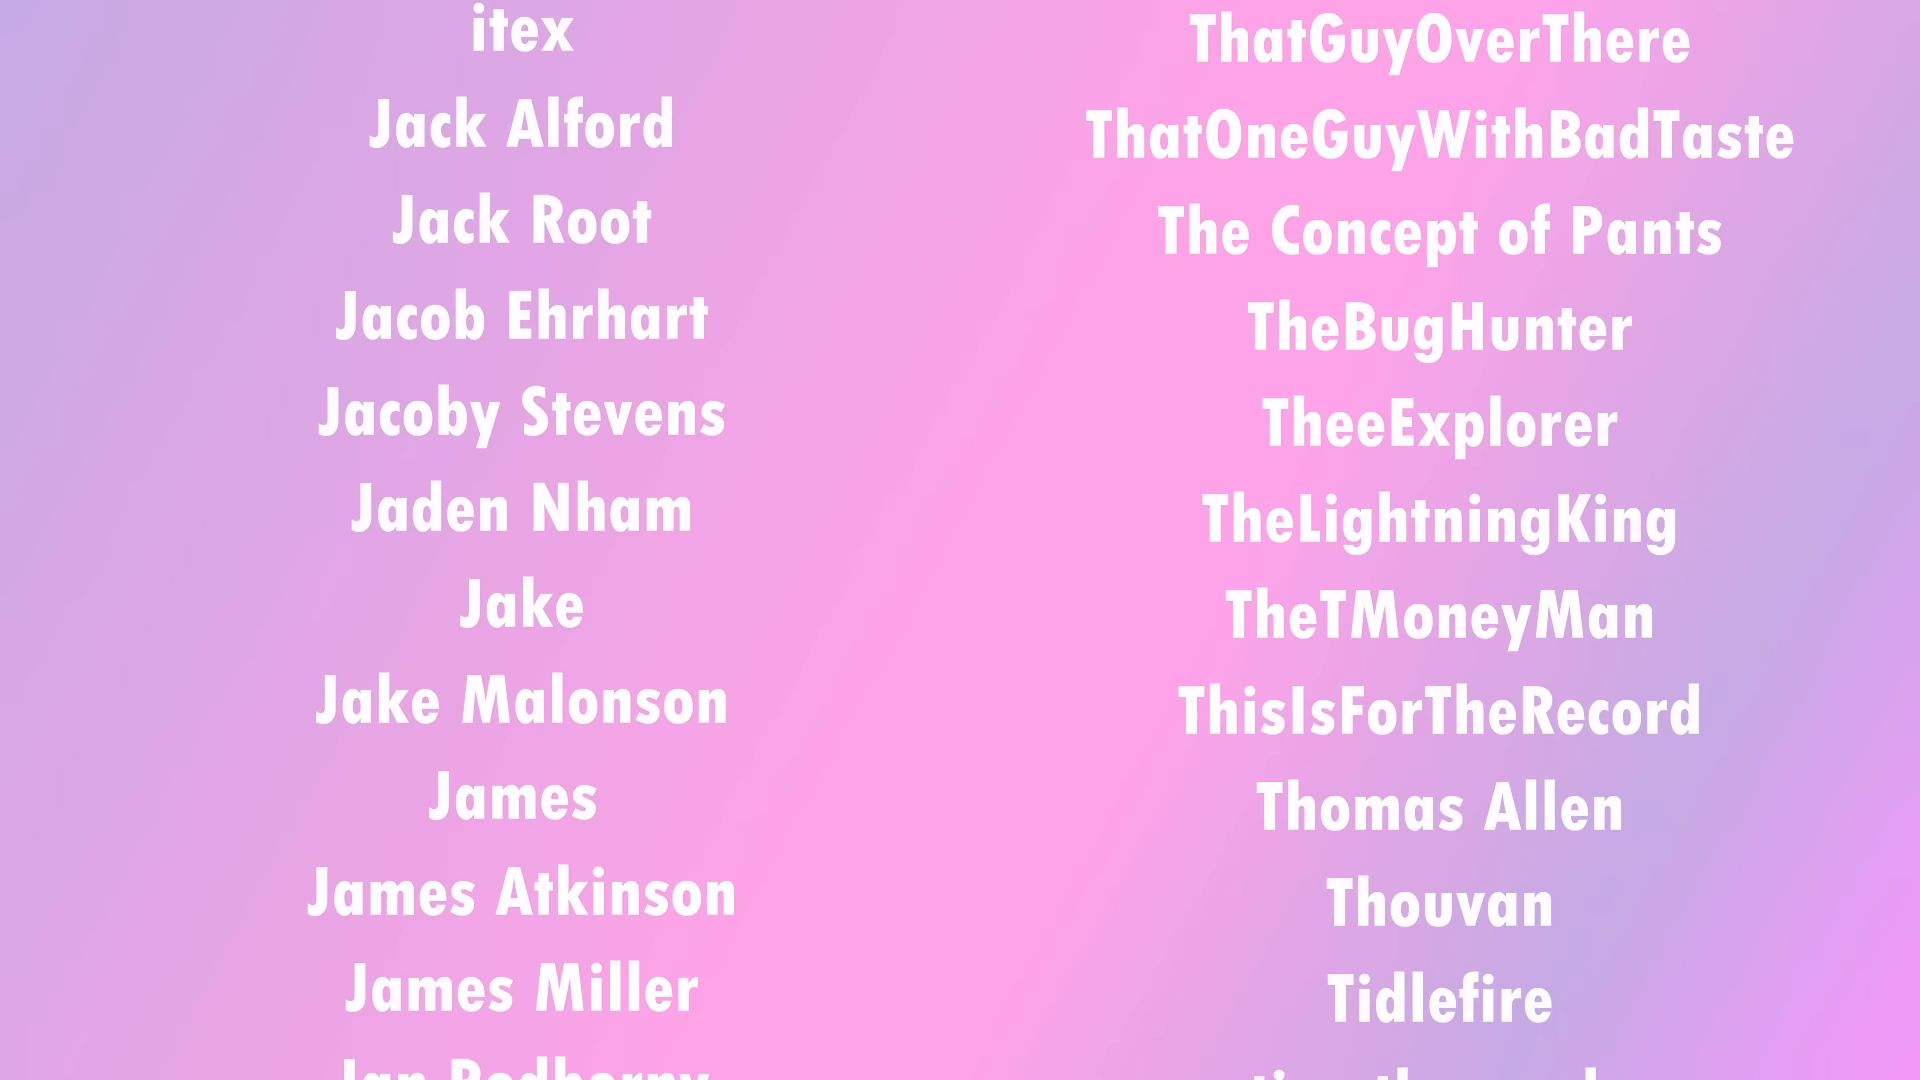 itex
Jack Alford
Jack Root
Jacob Ehrhart
Jacoby Stevens
Jaden Nham
Jake
Jake Malonson
James
James Atkinson
James Miller
ThatGuyOverThere
ThatOneGuyWithBadTaste
The Concept of Pants
TheBugHunter
TheeExplorer
TheLightningKing
TheTMoneyMan
ThisIsForTheRecord
Thomas Allen
Thouvan
Tidlefire